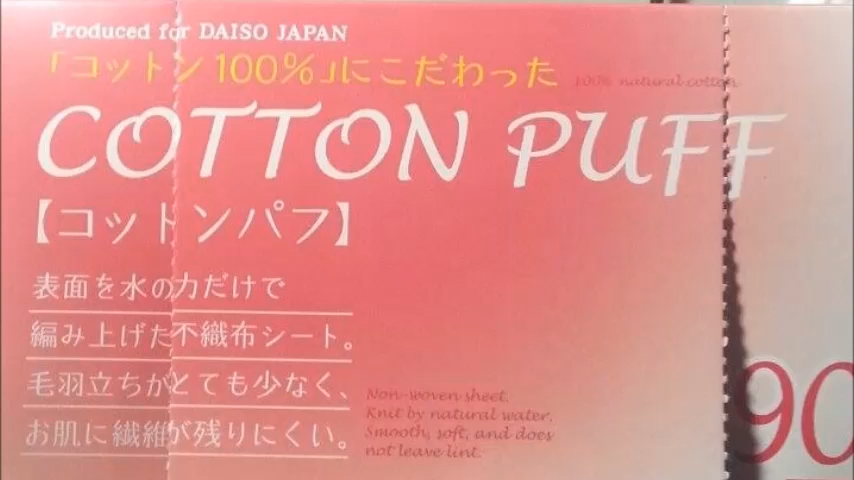 Produced for DAISO JAPAN
「コットン100%」にこだわった
100% natural cotton
COTTON PUFF
【コットンパフ】
表面を水の力だけで
編み上げた不織布シート。
毛羽立ちがとても少なく、
お肌に繊維が残りにくい。
Non-woven sheet.
Knit by natural water.
Smooth, soft, and does
not leave lint.
90